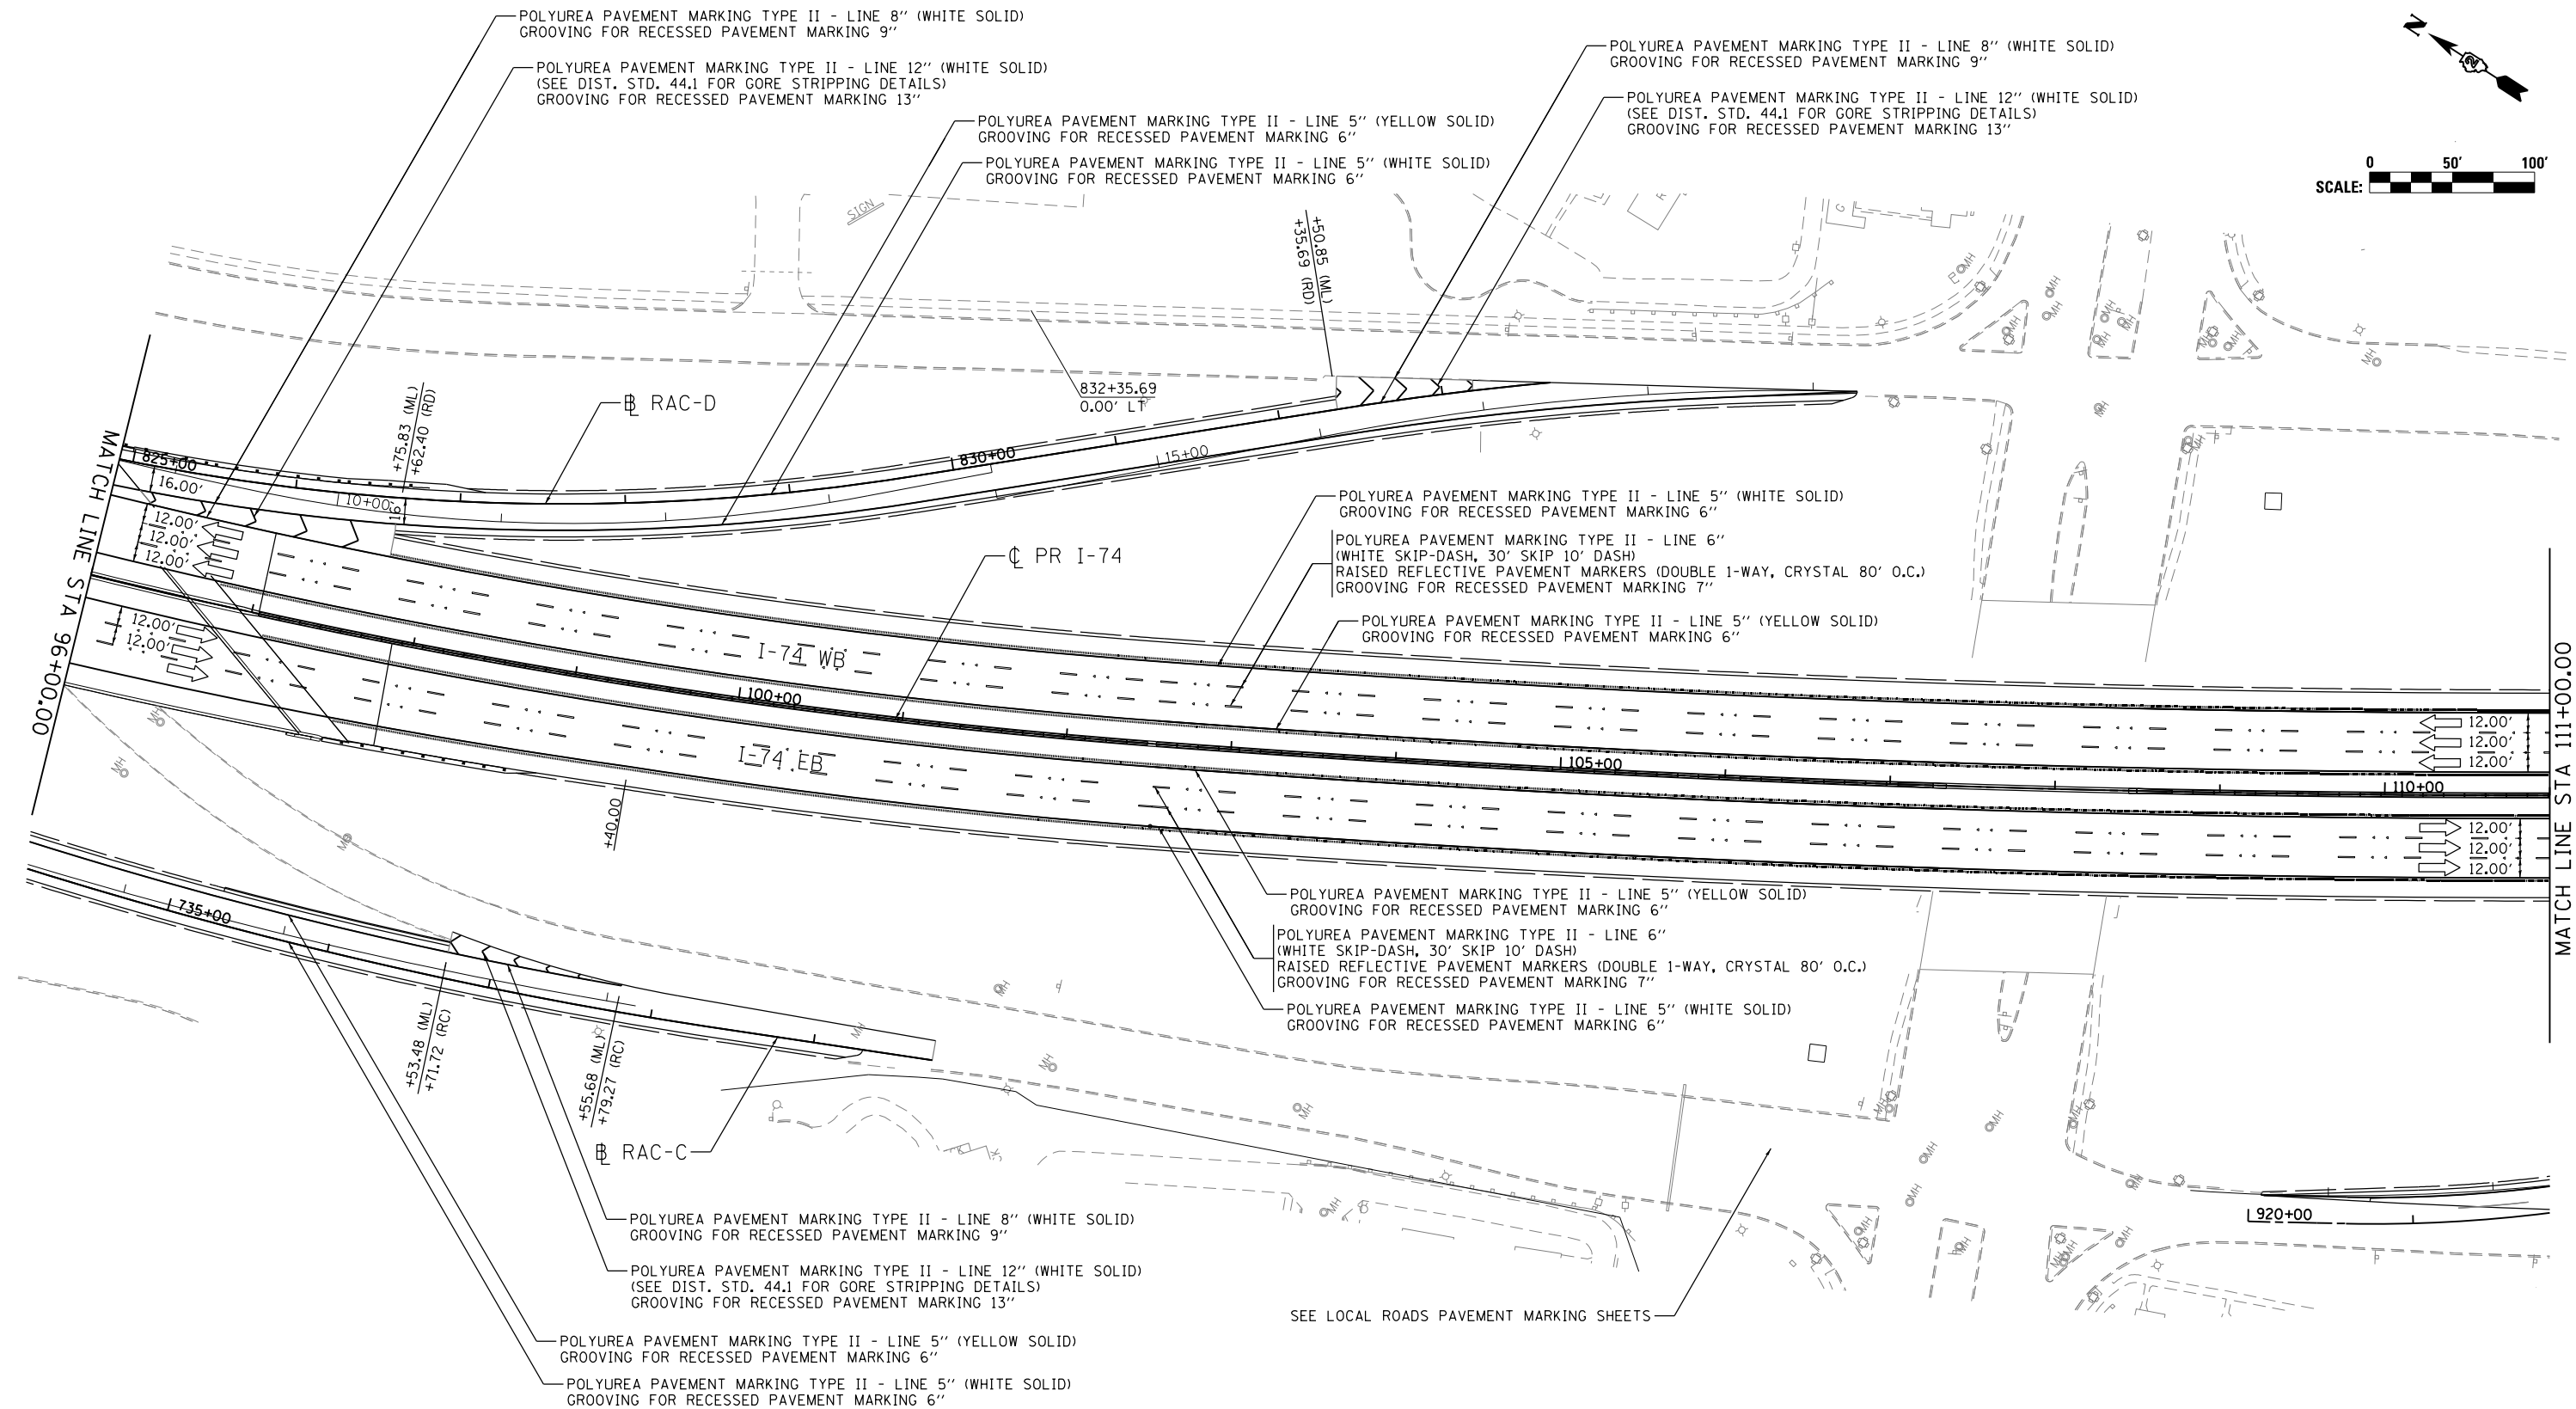 POLYUREA PAVEMENT MARKING TYPE II - LINE 8'' (WHITE SOLID)
GROOVING FOR RECESSED PAVEMENT MARKING 9''
POLYUREA PAVEMENT MARKING TYPE II - LINE 12'' (WHITE SOLID)
(SEE DIST. STD. 44.1 FOR GORE STRIPPING DETAILS)
GROOVING FOR RECESSED PAVEMENT MARKING 13''
POLYUREA PAVEMENT MARKING TYPE II - LINE 5'' (YELLOW SOLID)
GROOVING FOR RECESSED PAVEMENT MARKING 6''
POLYUREA PAVEMENT MARKING TYPE II - LINE 5'' (WHITE SOLID)
GROOVING FOR RECESSED PAVEMENT MARKING 6''
POLYUREA PAVEMENT MARKING TYPE II - LINE 8'' (WHITE SOLID)
GROOVING FOR RECESSED PAVEMENT MARKING 9''
POLYUREA PAVEMENT MARKING TYPE II - LINE 12'' (WHITE SOLID)
(SEE DIST. STD. 44.1 FOR GORE STRIPPING DETAILS)
GROOVING FOR RECESSED PAVEMENT MARKING 13''
N
2
0 50' 100'
SCALE:
SIGN
+50.85 (ML)
+35.69 (RD)
832+35.69
0.00' LT
+75.83 (ML)
+62.40 (RD)
B RAC-D
MATCH LINE STA 96+00.00
825+00
16.00'
10+00
16'
830+00
15+00
12.00'
12.00'
12.00'
12.00'
12.00'
℄ PR I-74
POLYUREA PAVEMENT MARKING TYPE II - LINE 5'' (WHITE SOLID)
GROOVING FOR RECESSED PAVEMENT MARKING 6''
POLYUREA PAVEMENT MARKING TYPE II - LINE 6''
(WHITE SKIP-DASH, 30' SKIP 10' DASH)
RAISED REFLECTIVE PAVEMENT MARKERS (DOUBLE 1-WAY, CRYSTAL 80' O.C.)
GROOVING FOR RECESSED PAVEMENT MARKING 7''
POLYUREA PAVEMENT MARKING TYPE II - LINE 5'' (YELLOW SOLID)
GROOVING FOR RECESSED PAVEMENT MARKING 6''
I-74 WB
100+00
I-74 EB
105+00
110+00
12.00'
12.00'
12.00'
12.00'
12.00'
12.00'
MATCH LINE STA 111+00.00
+40.00
POLYUREA PAVEMENT MARKING TYPE II - LINE 5'' (YELLOW SOLID)
GROOVING FOR RECESSED PAVEMENT MARKING 6''
POLYUREA PAVEMENT MARKING TYPE II - LINE 6''
(WHITE SKIP-DASH, 30' SKIP 10' DASH)
RAISED REFLECTIVE PAVEMENT MARKERS (DOUBLE 1-WAY, CRYSTAL 80' O.C.)
GROOVING FOR RECESSED PAVEMENT MARKING 7''
POLYUREA PAVEMENT MARKING TYPE II - LINE 5'' (WHITE SOLID)
GROOVING FOR RECESSED PAVEMENT MARKING 6''
735+00
+53.48 (ML)
+71.72 (RC)
+55.68 (ML)
+79.27 (RC)
B RAC-C
MH
MH
MH
MH
MH
MH
POLYUREA PAVEMENT MARKING TYPE II - LINE 8'' (WHITE SOLID)
GROOVING FOR RECESSED PAVEMENT MARKING 9''
POLYUREA PAVEMENT MARKING TYPE II - LINE 12'' (WHITE SOLID)
(SEE DIST. STD. 44.1 FOR GORE STRIPPING DETAILS)
GROOVING FOR RECESSED PAVEMENT MARKING 13''
POLYUREA PAVEMENT MARKING TYPE II - LINE 5'' (YELLOW SOLID)
GROOVING FOR RECESSED PAVEMENT MARKING 6''
POLYUREA PAVEMENT MARKING TYPE II - LINE 5'' (WHITE SOLID)
GROOVING FOR RECESSED PAVEMENT MARKING 6''
SEE LOCAL ROADS PAVEMENT MARKING SHEETS
920+00